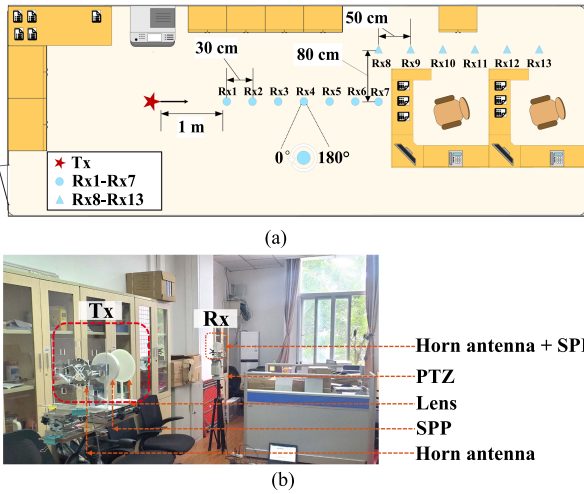 50 cm
30 cm
80 cm
Rx8 Rx9 Rx10 Rx11 Rx12 Rx13
Rx1 Rx2 Rx3 Rx4 Rx5 Rx6 Rx7
1 m
0° 180°
Tx
Rx1-Rx7
Rx8-Rx13
(a)
Tx
Rx
Horn antenna + SPP
PTZ
Lens
SPP
Horn antenna
(b)